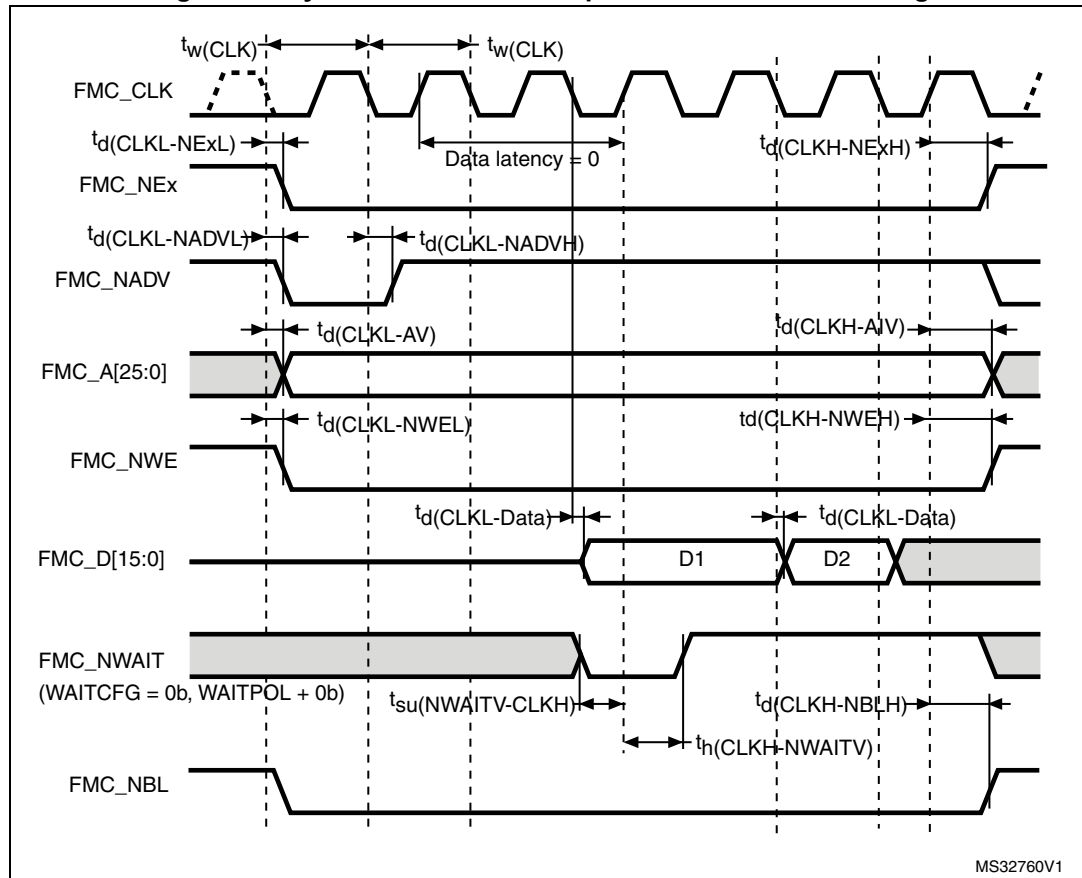 tw(CLK)
tw(CLK)
FMC_CLK
Data latency = 0
td(CLKL-NExL)
td(CLKH-NExH)
FMC_NEx
td(CLKL-NADVL)
td(CLKL-NADVH)
FMC_NADV
td(CLKL-AV)
td(CLKH-AIV)
FMC_A[25:0]
td(CLKL-NWEL)
td(CLKH-NWEH)
FMC_NWE
td(CLKL-Data)
td(CLKL-Data)
FMC_D[15:0]
D1
D2
FMC_NWAIT
(WAITCFG = 0b, WAITPOL + 0b)
tsu(NWAITV-CLKH)
td(CLKH-NBLH)
th(CLKH-NWAITV)
FMC_NBL
MS32760V1